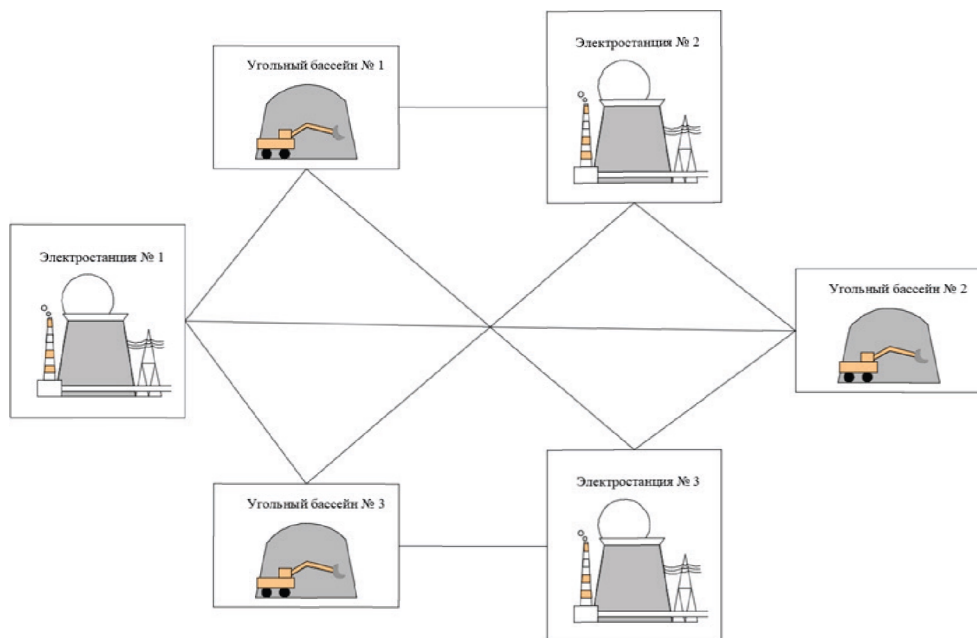 Электростанция № 2
Угольный бассейн № 1
Электростанция № 1
Угольный бассейн № 2
Электростанция № 3
Угольный бассейн № 3